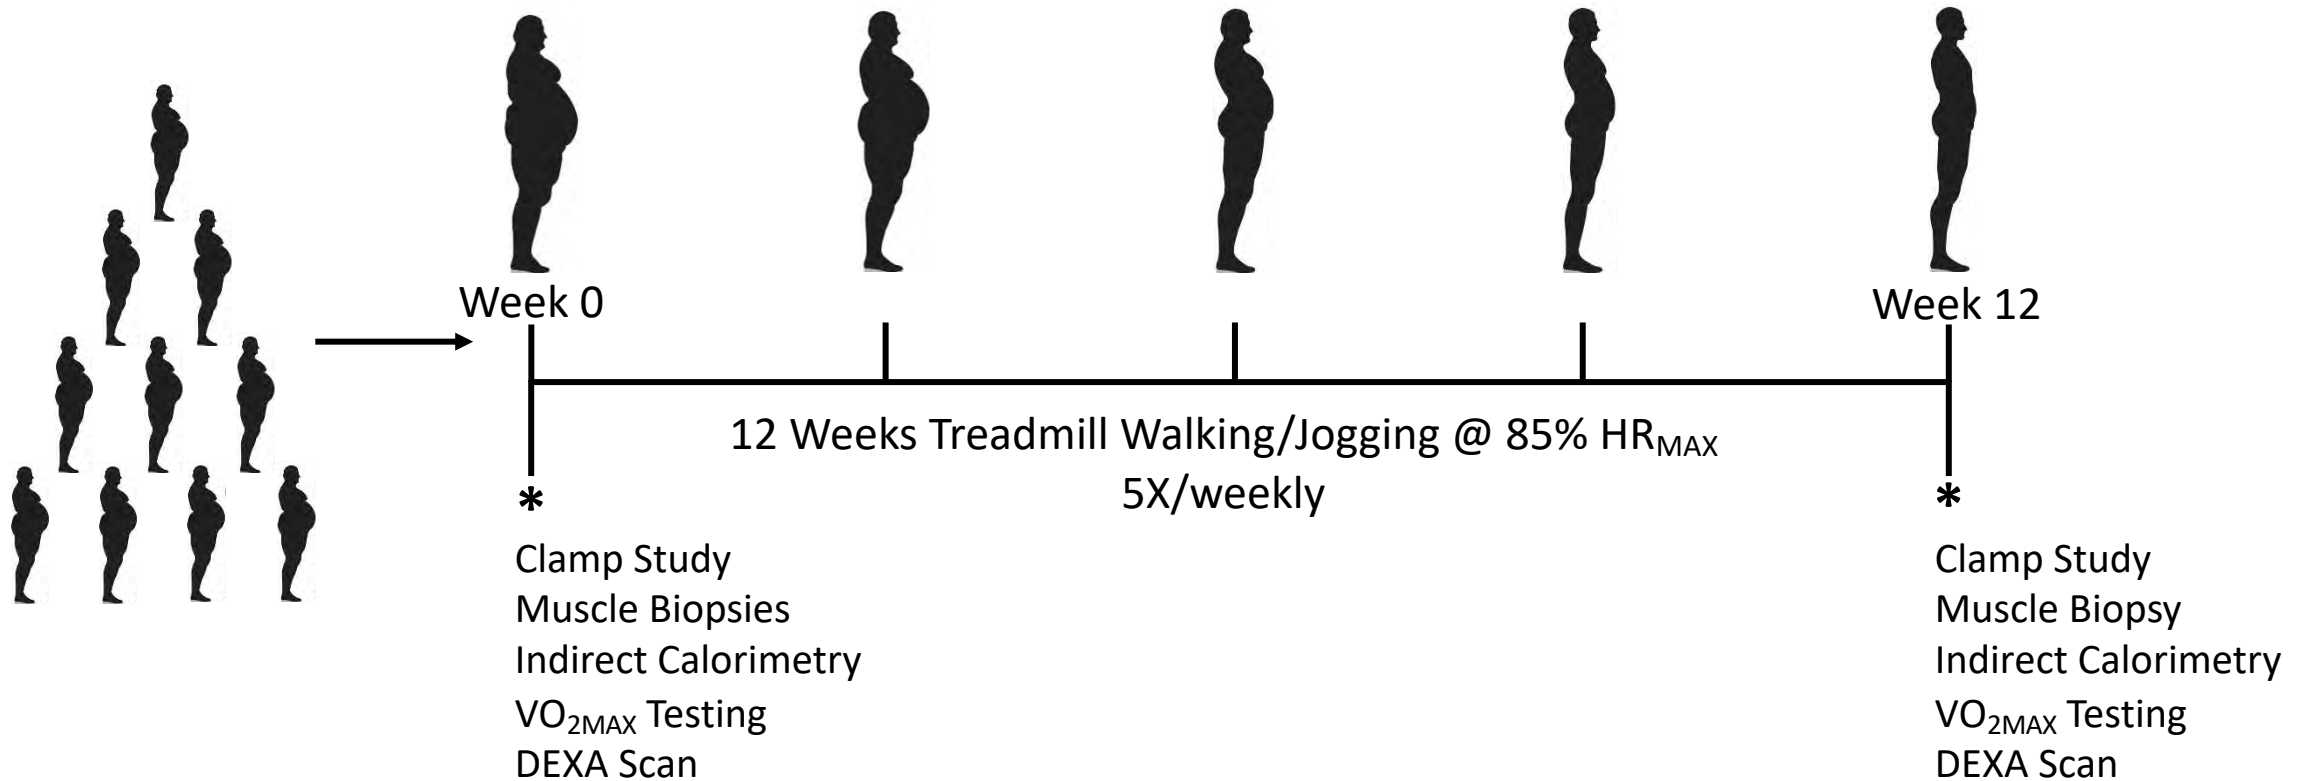 Week 0
Week 12
12 Weeks Treadmill Walking/Jogging @ 85% HRMAX
5X/weekly
*
*
Clamp Study
Muscle Biopsies
Indirect Calorimetry
VO2MAX Testing
DEXA Scan
Clamp Study
Muscle Biopsy
Indirect Calorimetry
VO2MAX Testing
DEXA Scan